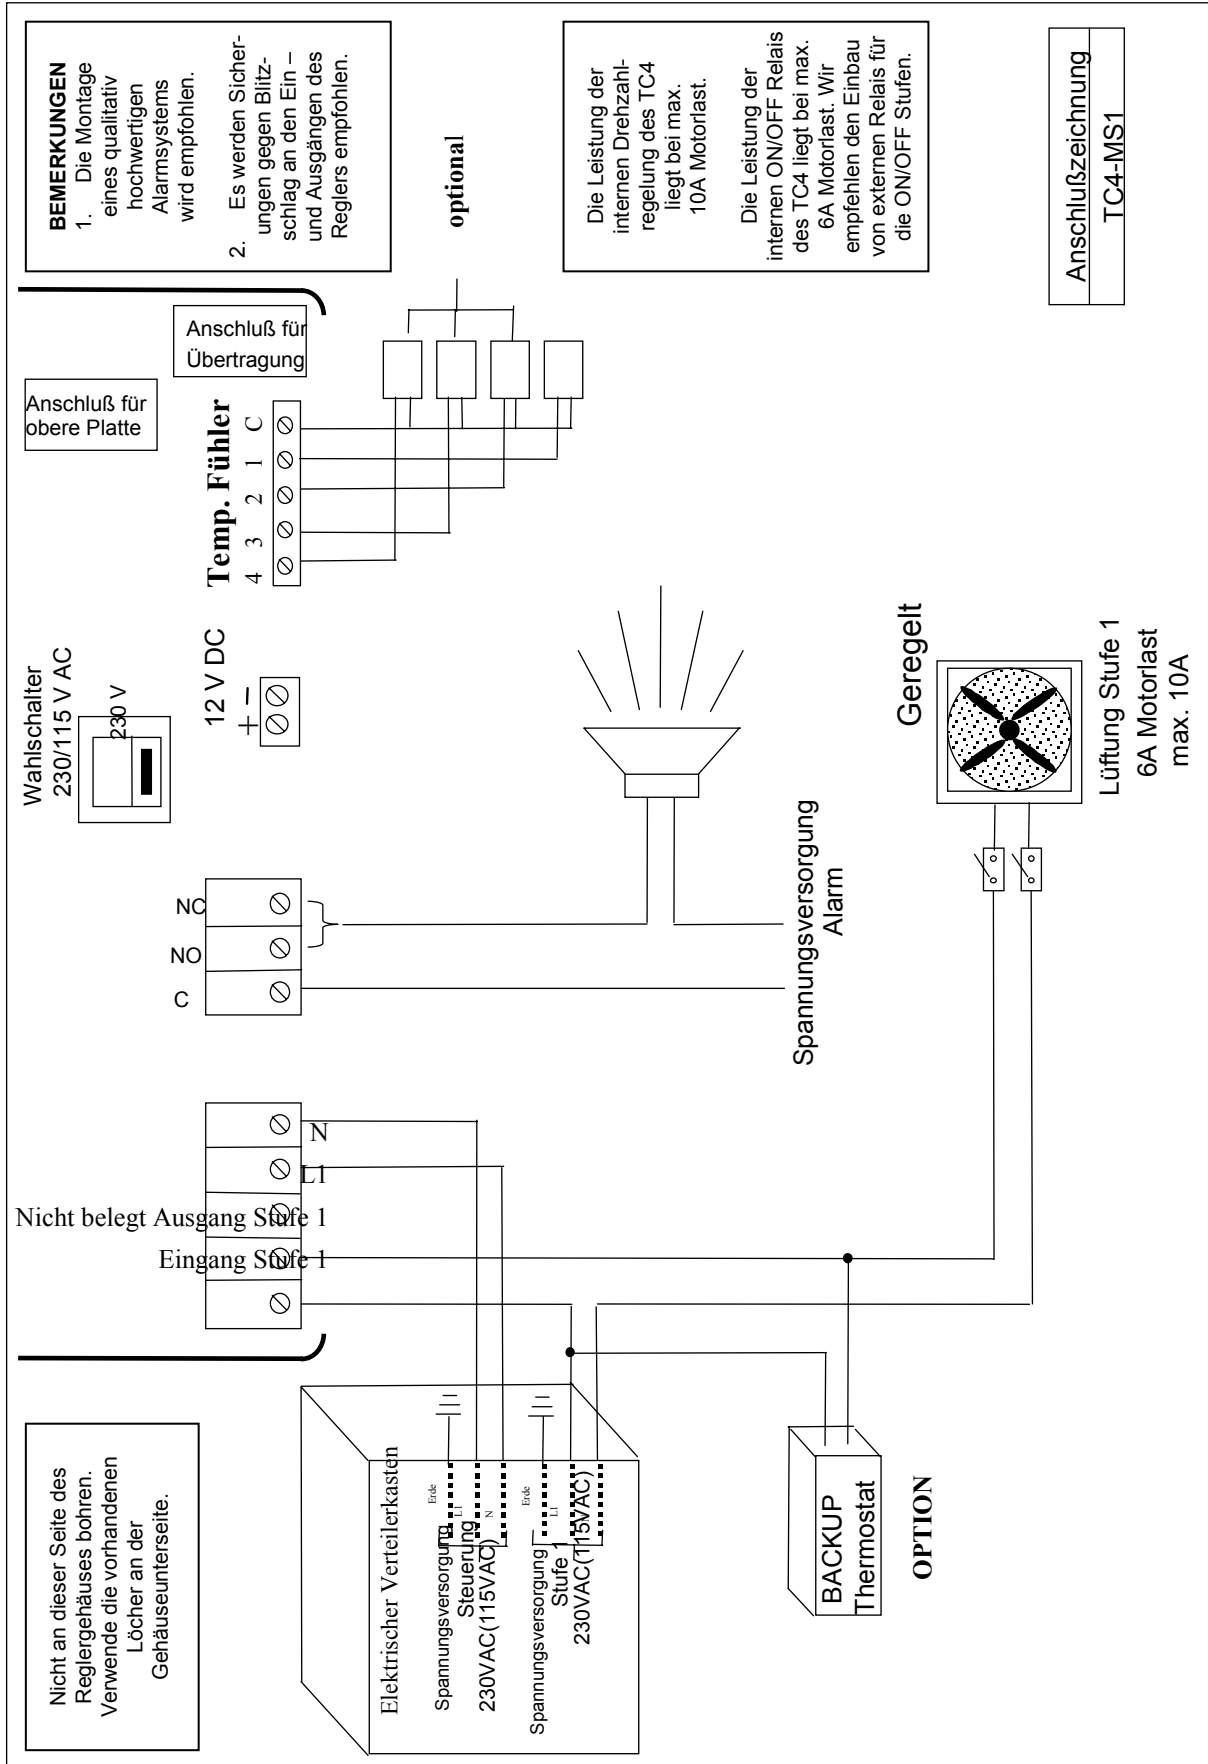 BEMERKUNGEN
1. Die Montage
eines qualitativ
hochwertigen
Alarmsystems
wird empfohlen.
2. Es werden Sicher-
ungen gegen Blitz-
schlag an den Ein –
und Ausgängen des
Reglers empfohlen.
optional
Die Leistung der
internen Drehzahl-
regelung des TC4
liegt bei max.
10A Motorlast.
Die Leistung der
internen ON/OFF Relais
des TC4 liegt bei max.
6A Motorlast. Wir
empfehlen den Einbau
von externen Relais für
die ON/OFF Stufen.
Anschlußzeichnung
TC4-MS1
Anschluß für
Übertragung
Anschluß für
obere Platte
Temp. Fühler
4 3 2 1 C
Wahlschalter
230/115 V AC
230 V
12 V DC
+ –
Geregelt
Lüftung Stufe 1
6A Motorlast
max. 10A
NC
NO
C
Spannungsversorgung
Alarm
N
L1
Nicht belegt Ausgang Stufe 1
Eingang Stufe 1
Nicht an dieser Seite des
Reglergehäuses bohren.
Verwende die vorhandenen
Löcher an der
Gehäuseunterseite.
Elektrischer Verteilerkasten
Spannungsversorgung
Steuerung
230VAC(115VAC)
Erde
L1
N
Spannungsversorgung
Stufe 1
230VAC(115VAC)
Erde
L1
BACKUP
Thermostat
OPTION